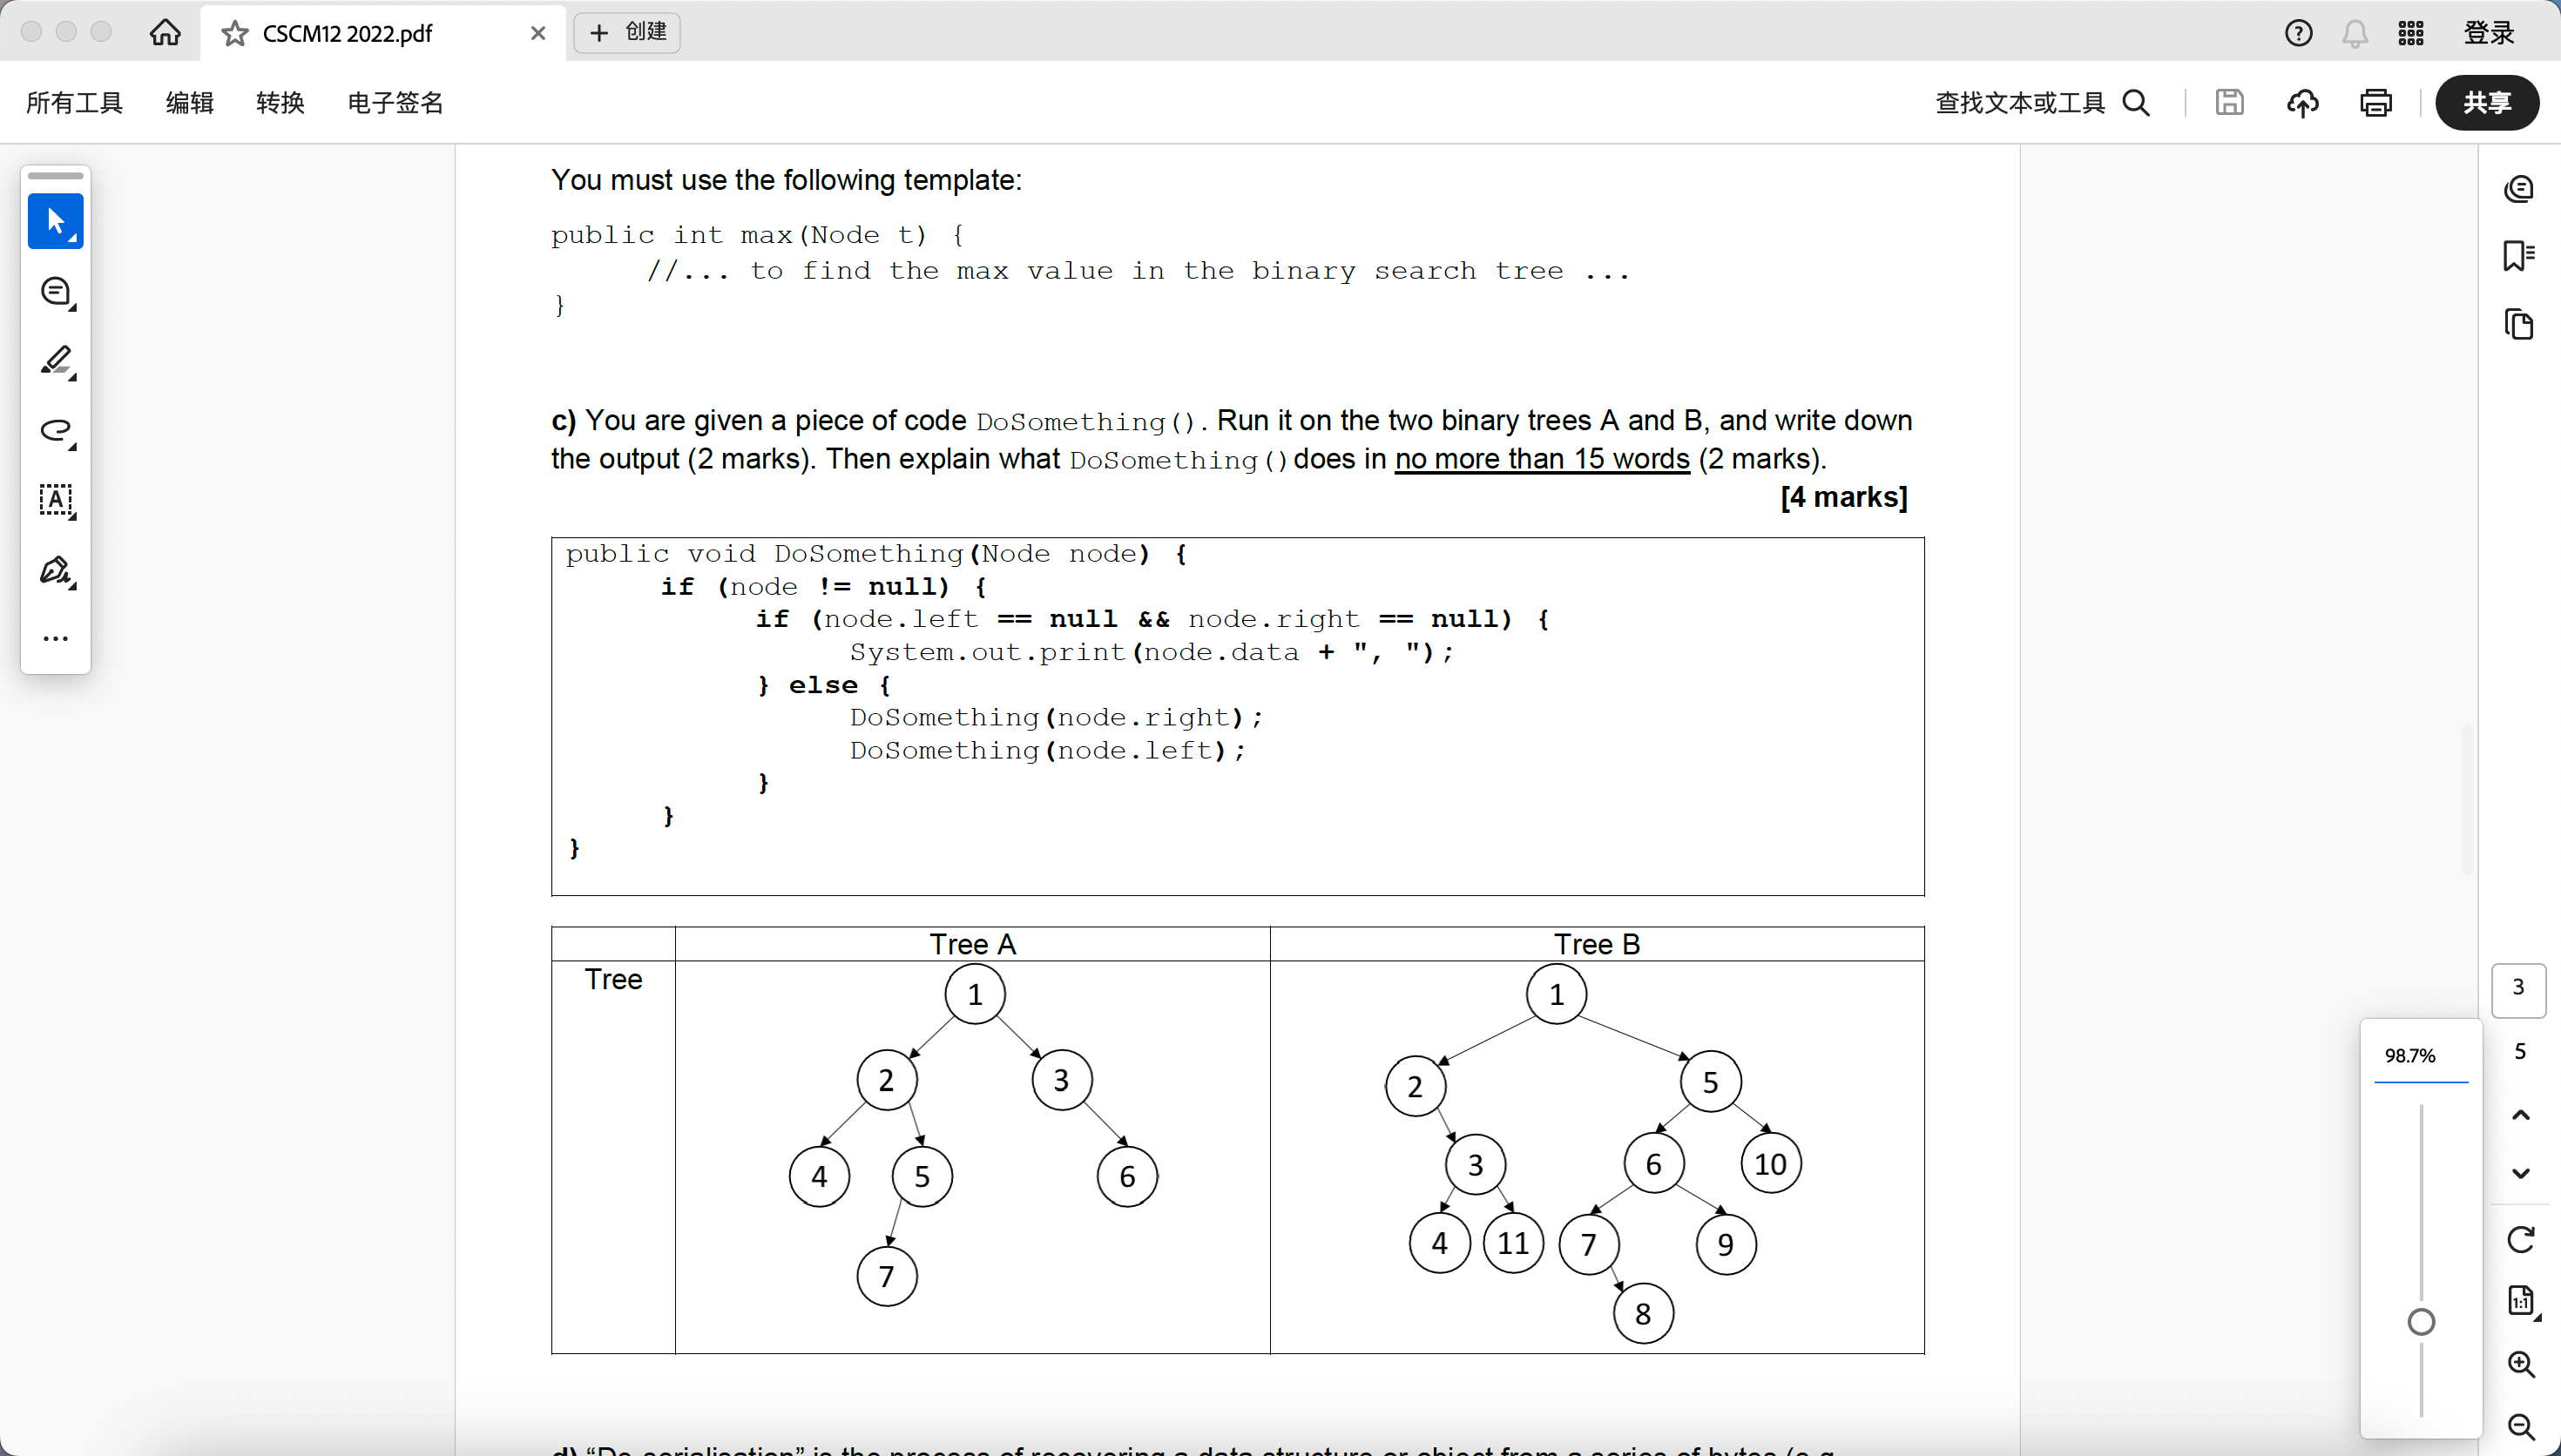 CSCM12 2022.pdf
创建
登录
所有工具 编辑 转换 电子签名
查找文本或工具
共享
You must use the following template:
public int max(Node t) {
//... to find the max value in the binary search tree ...
}
c) You are given a piece of code DoSomething(). Run it on the two binary trees A and B, and write down
the output (2 marks). Then explain what DoSomething() does in no more than 15 words (2 marks).
[4 marks]
public void DoSomething(Node node) {
if (node != null) {
if (node.left == null && node.right == null) {
System.out.print(node.data + ", ");
} else {
DoSomething(node.right);
DoSomething(node.left);
}
}
}
Tree A Tree B
Tree
1
2 3
4 5 6
7
1
2 5
3 6 10
4 11 7 9
8
d) "De-serialisation" is the process of recovering a data structure or object from a series of bytes (e.g.
3
5
98.7%
1:1
A